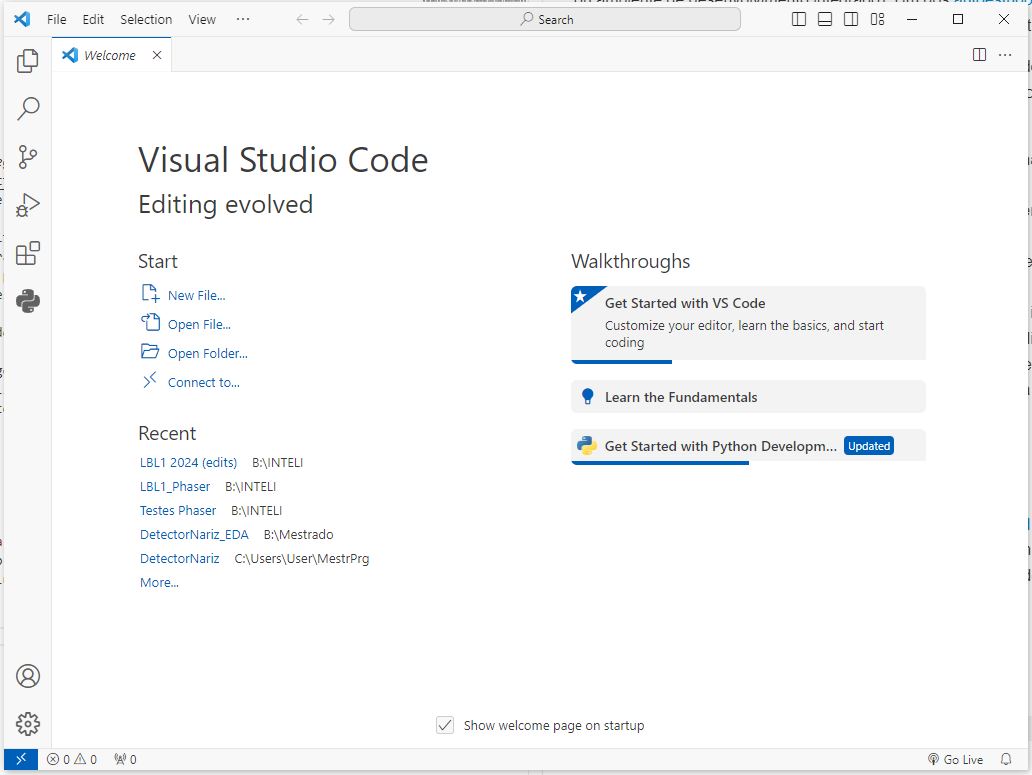 File Edit Selection View ··· Search
Welcome
Visual Studio Code
Editing evolved
Start
New File...
Open File...
Open Folder...
Connect to...
Recent
LBL1 2024 (edits) B:\INTELI
LBL1_Phaser B:\INTELI
Testes Phaser B:\INTELI
DetectorNariz_EDA B:\Mestrado
DetectorNariz C:\Users\User\MestrPrg
More...
Walkthroughs
Get Started with VS Code
Customize your editor, learn the basics, and start
coding
Learn the Fundamentals
Get Started with Python Developm... Updated
Show welcome page on startup
0 0 0 Go Live